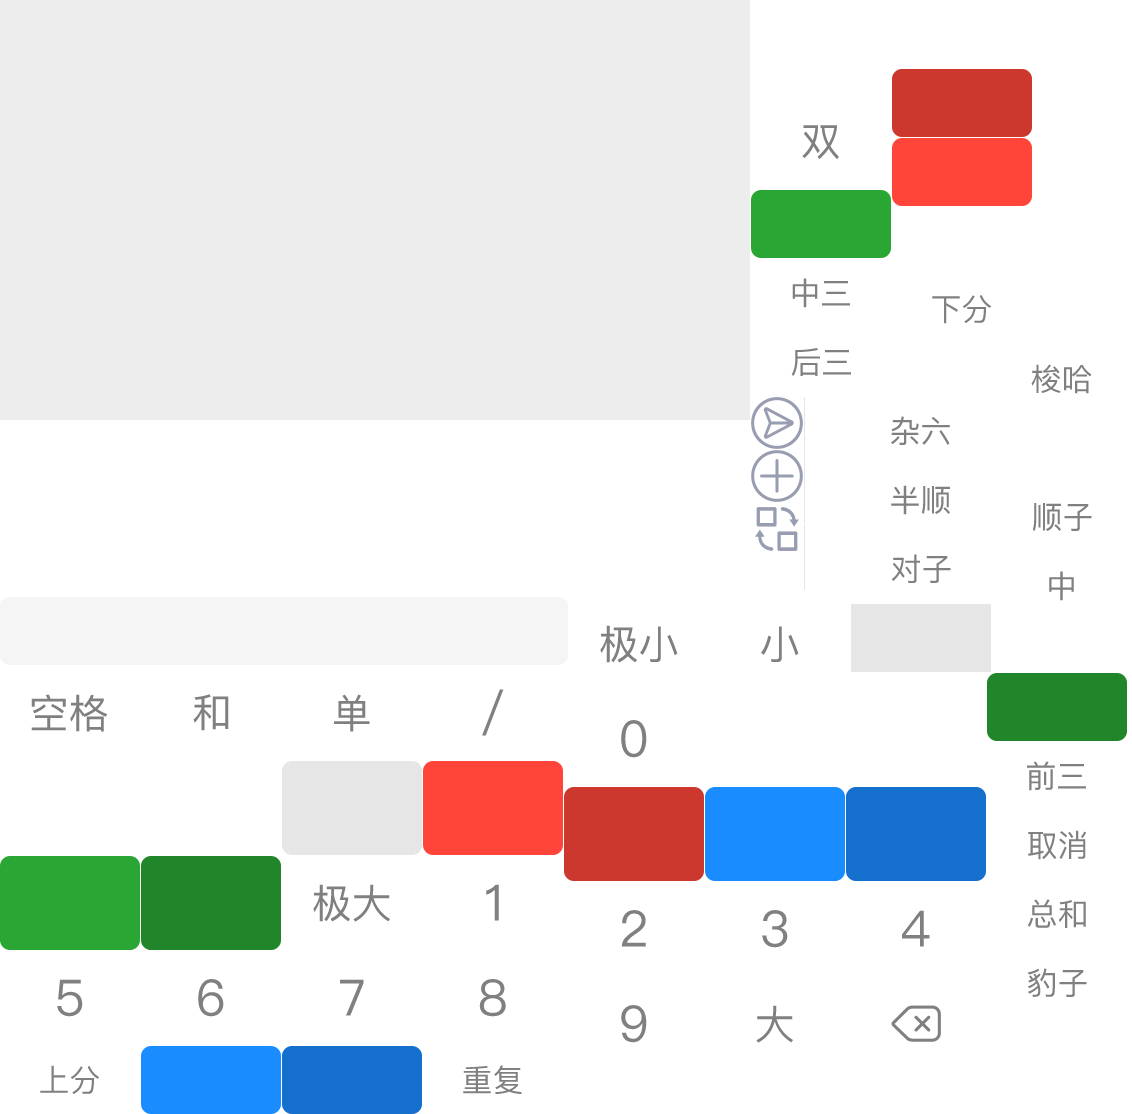 双
中三
下分
后三
梭哈
杂六
半顺
顺子
对子
中
极小
小
空格
和
单
/
0
前三
取消
极大
1
2
3
4
总和
豹子
5
6
7
8
9
大
上分
重复